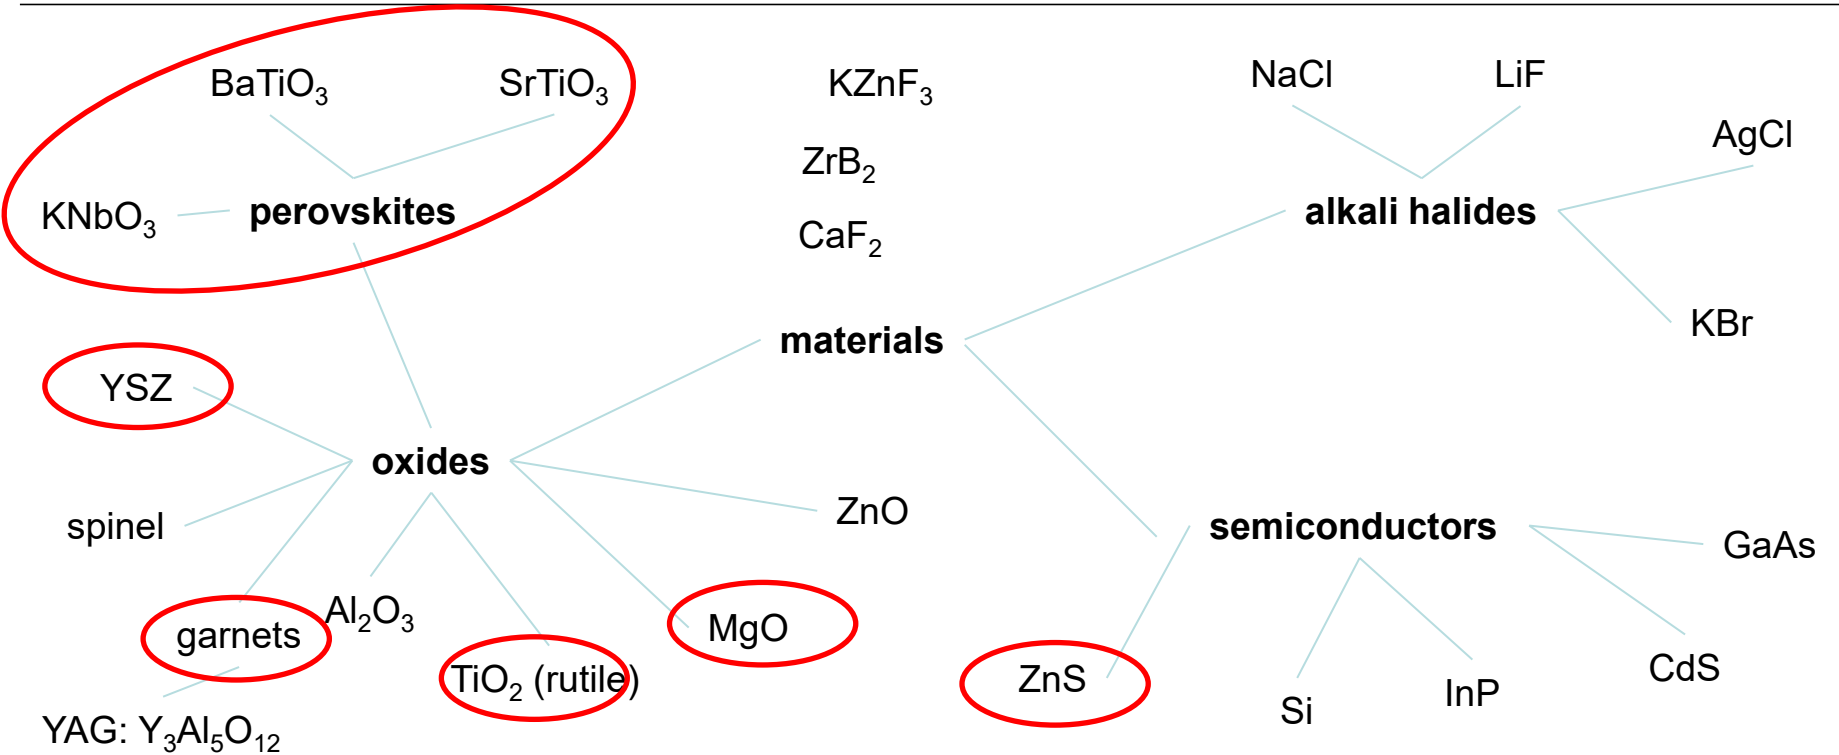 BaTiO3
SrTiO3
KZnF3
NaCl
LiF
AgCl
ZrB2
KNbO3
perovskites
CaF2
alkali halides
materials
KBr
YSZ
oxides
ZnO
spinel
semiconductors
GaAs
Al2O3
garnets
MgO
TiO2 (rutile)
ZnS
CdS
InP
Si
YAG: Y3Al5O12